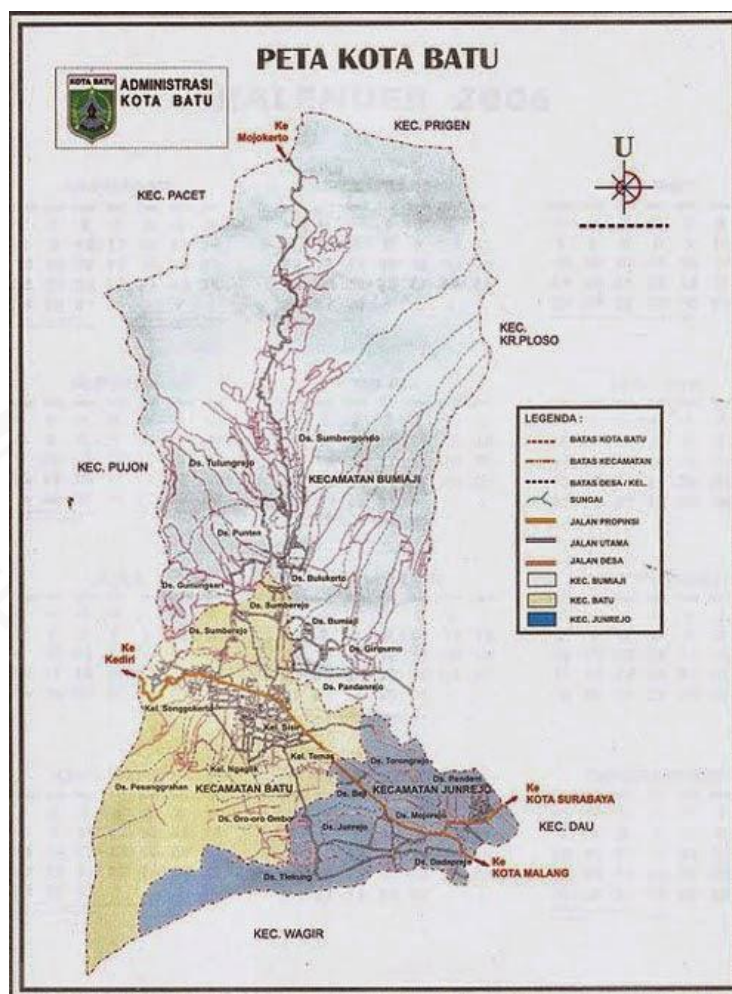 PETA KOTA BATU
KOTA BATU
ADMINISTRASI
KOTA BATU
Ke
Mojokerto
KEC. PRIGEN
U
KEC. PACET
KEC.
KR.PLOSO
LEGENDA :
BATAS KOTA BATU
BATAS KECAMATAN
BATAS DESA / KEL.
SUNGAI
JALAN PROPINSI
JALAN UTAMA
JALAN DESA
KEC. BUMIAJI
KEC. BATU
KEC. JUNREJO
Ds. Sumbergondo
KEC. PUJON
Ds. Tulungrejo
KECAMATAN BUMIAJI
Ds. Punten
Ds. Gunungsari
Ds. Bulukerto
Ds. Sumberejo
Ds. Bumiaji
Ds. Sumberejo
Ds. Giripurno
Ke
Kediri
Ds. Pandanrejo
Kel. Songgokerto
Kel. Sisir
Kel. Temas
Ds. Torongrejo
Kel. Ngaglik
Ds. Pendem
Ds. Pesanggrahan
KECAMATAN BATU
Ds. Beji
KECAMATAN JUNREJO
Ke
KOTA SURABAYA
Ds. Oro-oro Ombo
Ds. Junrejo
Ds. Mojorejo
KEC. DAU
Ds. Tlekung
Ds. Dadaprejo
Ke
KOTA MALANG
KEC. WAGIR